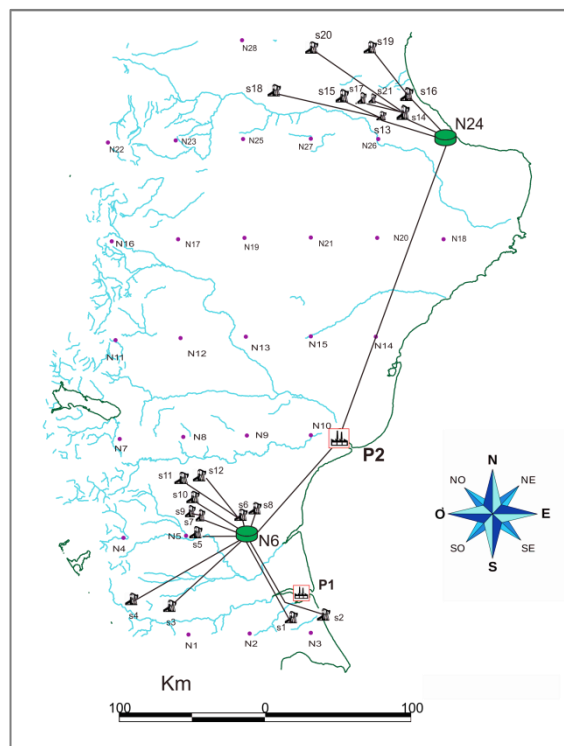 s20
s19
N28
s18
s15
s17
s21
s16
s14
s13
N24
N22
N23
N25
N27
N26
N16
N17
N19
N21
N20
N18
N11
N12
N13
N15
N14
N7
N8
N9
N10
P2
s11
s12
s10
s9
s7
s6
s8
N4
N5
s5
N6
N
NO
NE
O
E
SO
SE
S
P1
s4
s3
s1
s2
N1
N2
N3
Km
100
0
100